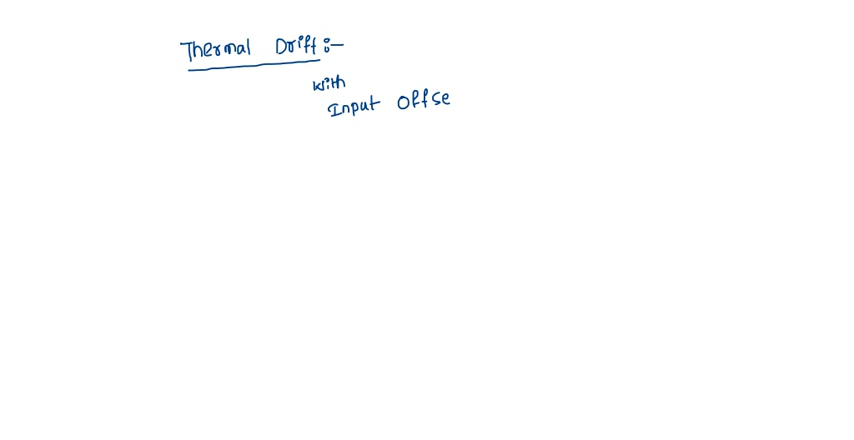 Thermal Drift :-
with
Input Offse